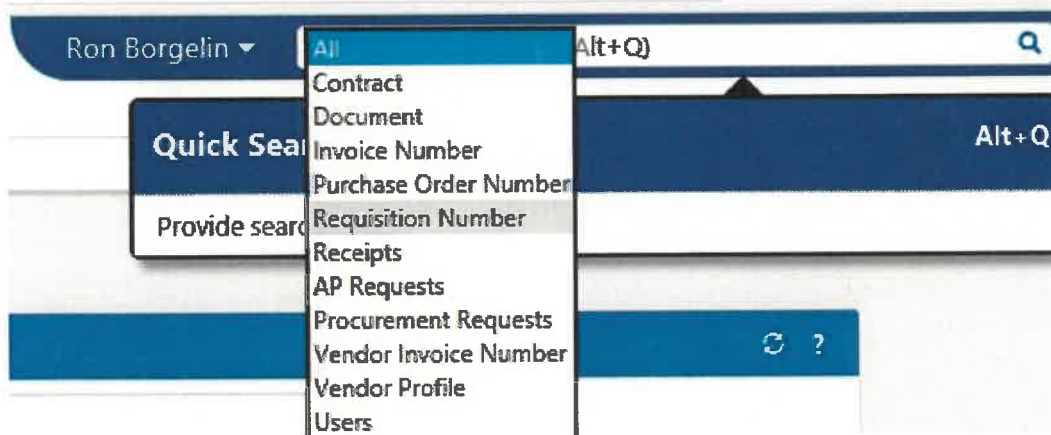 Ron Borgelin All Alt+Q)
Contract
Document
Quick Sea Invoice Number Alt+Q
Purchase Order Number
Provide searc Requisition Number
Receipts
AP Requests
Procurement Requests
Vendor Invoice Number ?
Vendor Profile
Users